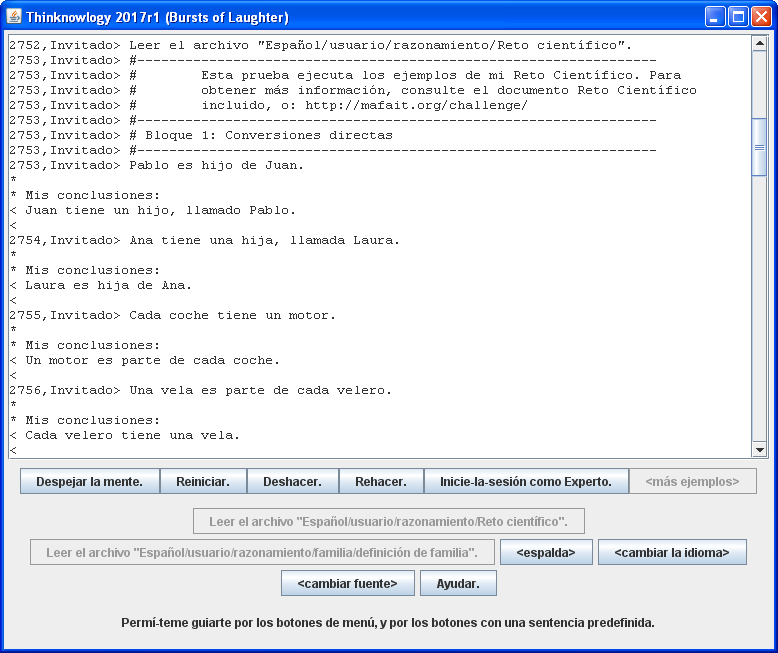 Thinknowlogy 2017r1 (Bursts of Laughter)
2752,Invitado> Leer el archivo "Español/usuario/razonamiento/Reto científico".
2753,Invitado> #-----------------------------------------------------------------
2753,Invitado> #        Esta prueba ejecuta los ejemplos de mi Reto Científico. Para
2753,Invitado> #        obtener más información, consulte el documento Reto Científico
2753,Invitado> #        incluido, o: http://mafait.org/challenge/
2753,Invitado> #-----------------------------------------------------------------
2753,Invitado> # Bloque 1: Conversiones directas
2753,Invitado> #-----------------------------------------------------------------
2753,Invitado> Pablo es hijo de Juan.
*
* Mis conclusiones:
< Juan tiene un hijo, llamado Pablo.
<
2754,Invitado> Ana tiene una hija, llamada Laura.
*
* Mis conclusiones:
< Laura es hija de Ana.
<
2755,Invitado> Cada coche tiene un motor.
*
* Mis conclusiones:
< Un motor es parte de cada coche.
<
2756,Invitado> Una vela es parte de cada velero.
*
* Mis conclusiones:
< Cada velero tiene una vela.
<
Despejar la mente. Reiniciar. Deshacer. Rehacer. Inicie-la-sesión como Experto. <más ejemplos>
Leer el archivo "Español/usuario/razonamiento/Reto científico".
Leer el archivo "Español/usuario/razonamiento/familia/definición de familia". <espalda> <cambiar la idioma>
<cambiar fuente> Ayudar.
Permí-teme guiarte por los botones de menú, y por los botones con una sentencia predefinida.